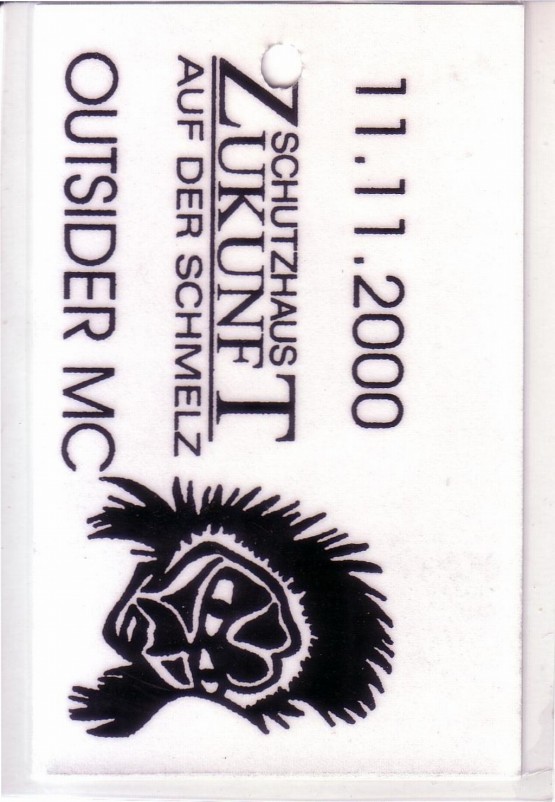 11.11.2000
SCHUTZHAUS
ZUKUNFT
AUF DER SCHMELZ
OUTSIDER MC